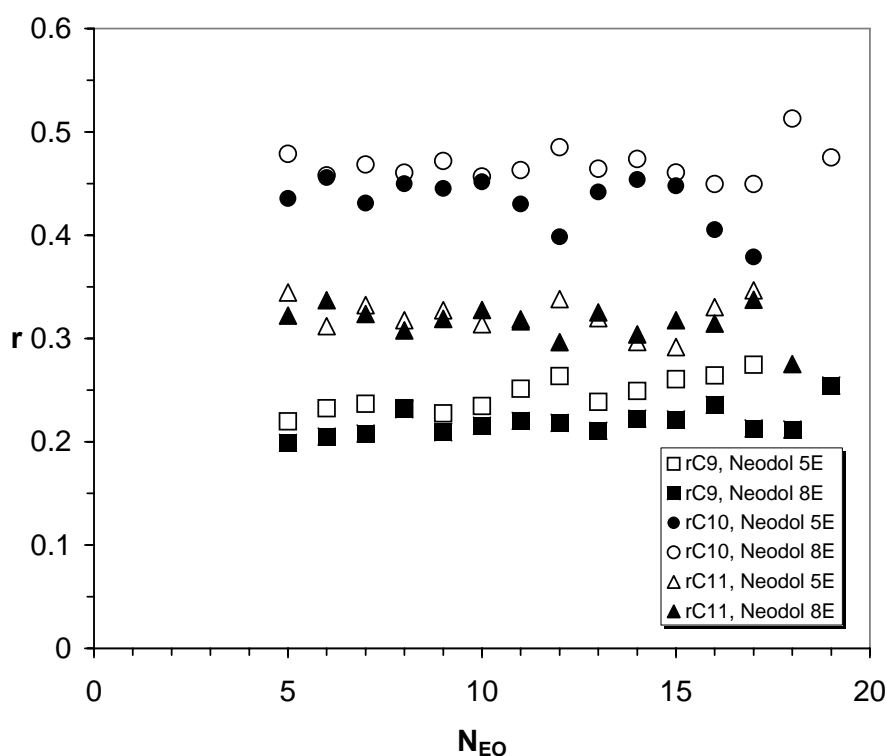 0.6
0.5
0.4
0.3
r
0.2
0.1
0
rC9, Neodol 5E
rC9, Neodol 8E
rC10, Neodol 5E
rC10, Neodol 8E
rC11, Neodol 5E
rC11, Neodol 8E
0 5 10 15 20
NEO